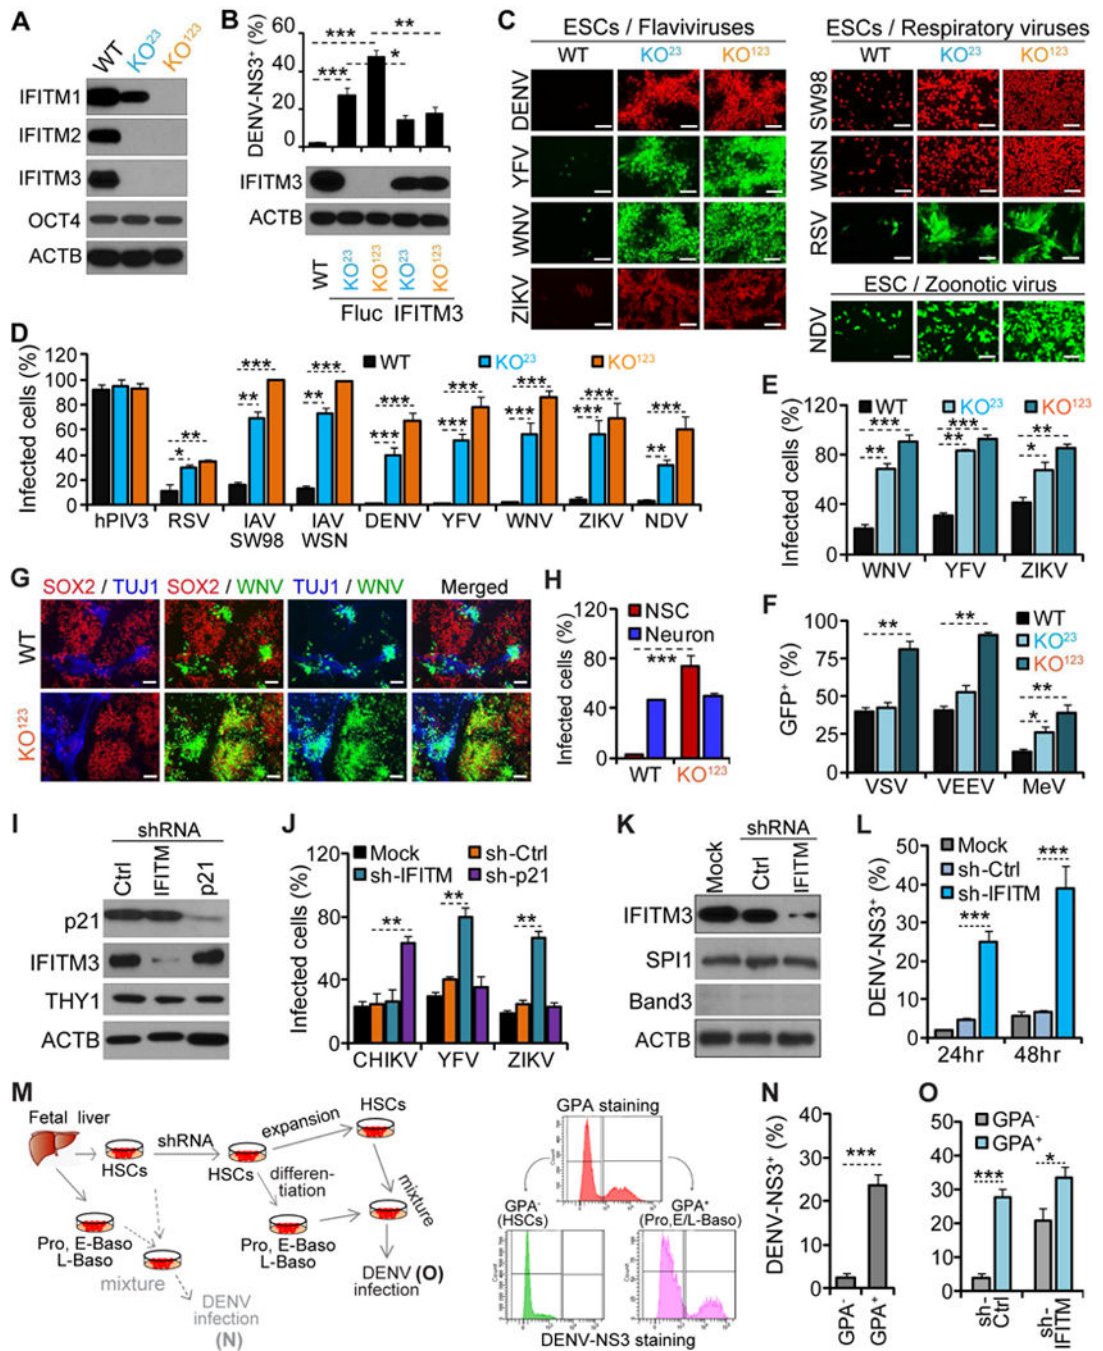 A
WT
KO23
KO123
IFITM1
IFITM2
IFITM3
OCT4
ACTB
B
DENV-NS3+ (%)
60
40
20
0
***
**
***
*
IFITM3
ACTB
WT
KO23
KO123
KO23
KO123
Fluc
IFITM3
C
ESCs / Flaviviruses
WT
KO23
KO123
DENV
YFV
WNV
ZIKV
ESCs / Respiratory viruses
WT
KO23
KO123
SW98
WSN
RSV
ESC / Zoonotic virus
NDV
D
Infected cells (%)
120
100
80
60
40
20
0
WT
KO23
KO123
**
*
***
**
***
**
***
***
***
***
***
***
***
***
***
**
hPIV3
RSV
IAV SW98
IAV WSN
DENV
YFV
WNV
ZIKV
NDV
E
Infected cells (%)
120
80
40
0
WT
KO23
KO123
***
**
***
**
**
*
WNV
YFV
ZIKV
F
GFP+ (%)
100
75
50
25
0
WT
KO23
KO123
**
**
**
*
VSV
VEEV
MeV
G
SOX2 / TUJ1
SOX2 / WNV
TUJ1 / WNV
Merged
WT
KO123
H
Infected cells (%)
120
80
40
0
NSC
Neuron
***
WT
KO123
I
shRNA
Ctrl
IFITM
p21
p21
IFITM3
THY1
ACTB
J
Infected cells (%)
120
80
40
0
Mock
sh-Ctrl
sh-IFITM
sh-p21
**
**
**
CHIKV
YFV
ZIKV
K
shRNA
Mock
Ctrl
IFITM
IFITM3
SPI1
Band3
ACTB
L
DENV-NS3+ (%)
50
40
30
20
10
0
Mock
sh-Ctrl
sh-IFITM
***
***
24hr
48hr
M
Fetal liver
HSCs
shRNA
HSCs
expansion
HSCs
differen-
tiation
mixture
Pro, E-Baso
L-Baso
mixture
Pro, E-Baso
L-Baso
DENV (O)
infection
DENV
infection
(N)
GPA staining
Count
GPA-
(HSCs)
GPA+
(Pro,E/L-Baso)
Count
Count
DENV-NS3 staining
N
DENV-NS3+ (%)
40
30
20
10
0
***
GPA-
GPA+
O
GPA-
GPA+
50
40
30
20
10
0
***
*
sh-
Ctrl
sh-
IFITM